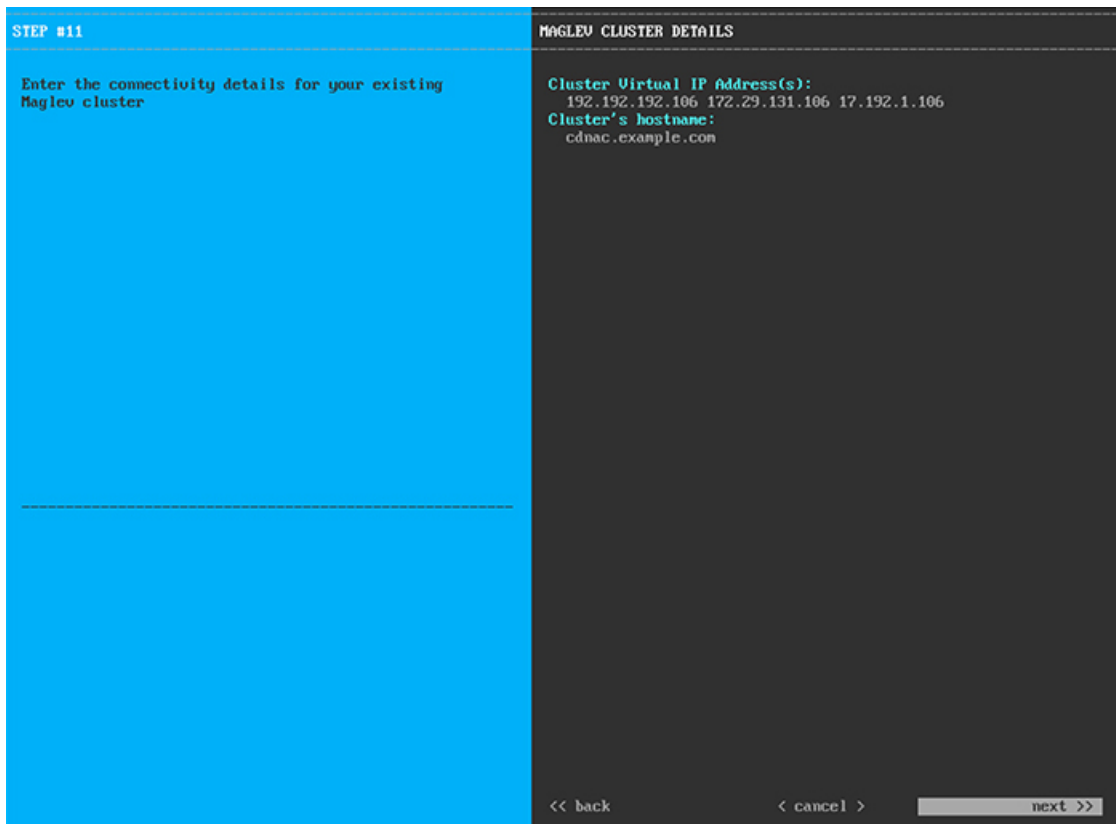 STEP #11
Enter the connectivity details for your existing
Maglev cluster
MAGLEV CLUSTER DETAILS
Cluster Virtual IP Address(s):
192.192.192.106 172.29.131.106 17.192.1.106
Cluster's hostname:
cdnac.example.com
<< back < cancel > next >>